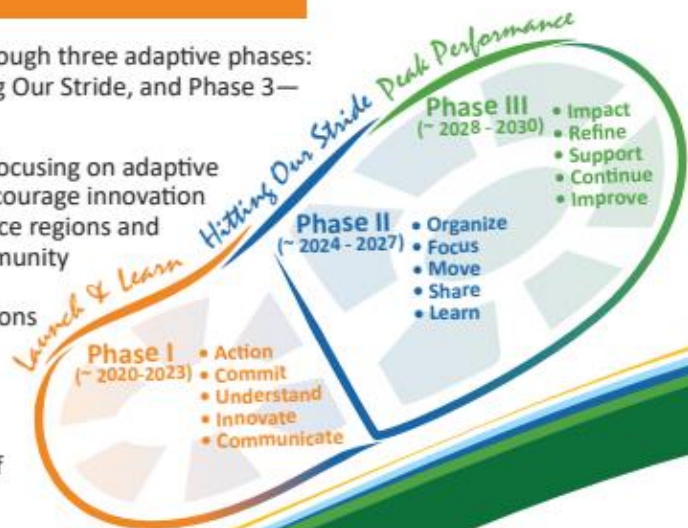 ough three adaptive phases:
g Our Stride, and Phase 3—
ocusing on adaptive
courage innovation
ce regions and
munity
ons
f
Launch & Learn
Phase I
(~ 2020-2023)
• Action
• Commit
• Understand
• Innovate
• Communicate
Hitting Our Stride
Phase II
(~ 2024 - 2027)
• Organize
• Focus
• Move
• Share
• Learn
Peak Performance
Phase III
(~ 2028 - 2030)
• Impact
• Refine
• Support
• Continue
• Improve